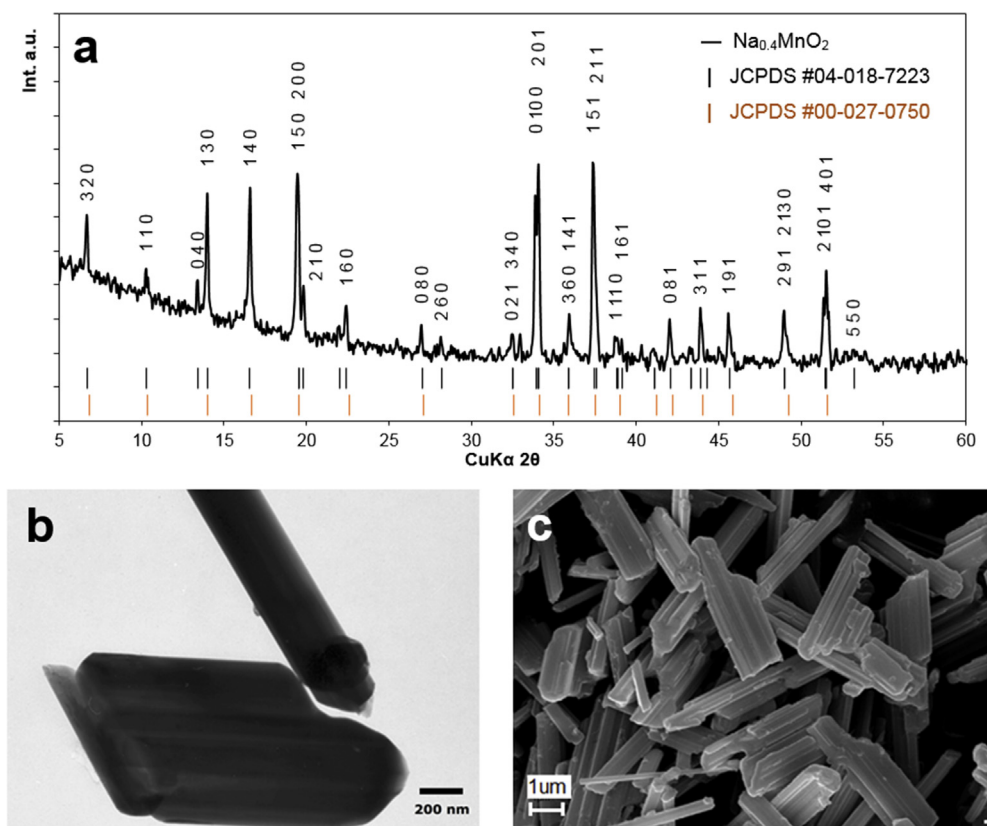 a
Int. a.u.
Na0.4MnO2
JCPDS #04-018-7223
JCPDS #00-027-0750
3 2 0
1 1 0
0 4 0
1 3 0
1 4 0
1 5 0 2 0 0
2 1 0
1 6 0
0 8 0
2 6 0
0 2 1 3 4 0
0 10 0 2 0 1
3 6 0 1 4 1
1 5 1 2 1 1
1 11 0 1 6 1
0 8 1
3 1 1
1 9 1
2 9 1 2 13 0
2 10 1 4 0 1
5 5 0
5 10 15 20 25 30 35 40 45 50 55 60
CuKα 2θ
b
200 nm
c
1um